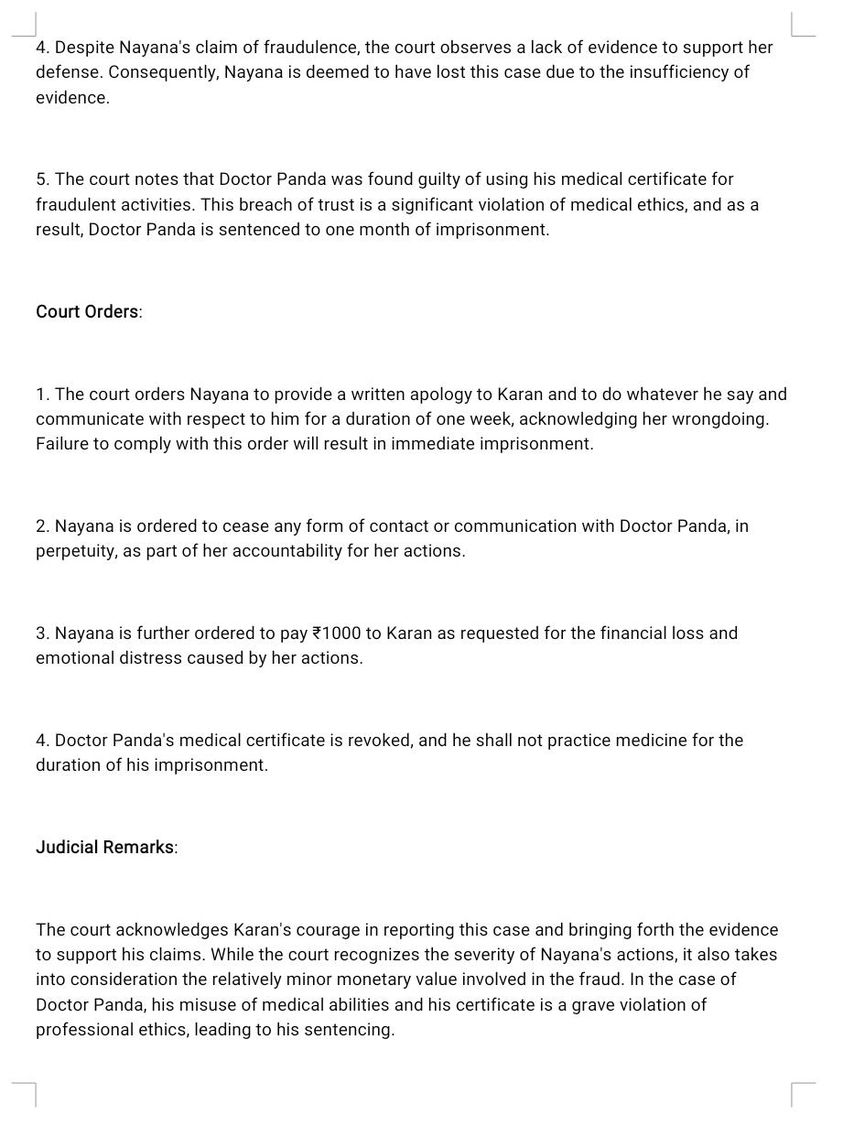 4. Despite Nayana's claim of fraudulence, the court observes a lack of evidence to support her
defense. Consequently, Nayana is deemed to have lost this case due to the insufficiency of
evidence.
5. The court notes that Doctor Panda was found guilty of using his medical certificate for
fraudulent activities. This breach of trust is a significant violation of medical ethics, and as a
result, Doctor Panda is sentenced to one month of imprisonment.
Court Orders:
1. The court orders Nayana to provide a written apology to Karan and to do whatever he say and
communicate with respect to him for a duration of one week, acknowledging her wrongdoing.
Failure to comply with this order will result in immediate imprisonment.
2. Nayana is ordered to cease any form of contact or communication with Doctor Panda, in
perpetuity, as part of her accountability for her actions.
3. Nayana is further ordered to pay ₹1000 to Karan as requested for the financial loss and
emotional distress caused by her actions.
4. Doctor Panda's medical certificate is revoked, and he shall not practice medicine for the
duration of his imprisonment.
Judicial Remarks:
The court acknowledges Karan's courage in reporting this case and bringing forth the evidence
to support his claims. While the court recognizes the severity of Nayana's actions, it also takes
into consideration the relatively minor monetary value involved in the fraud. In the case of
Doctor Panda, his misuse of medical abilities and his certificate is a grave violation of
professional ethics, leading to his sentencing.